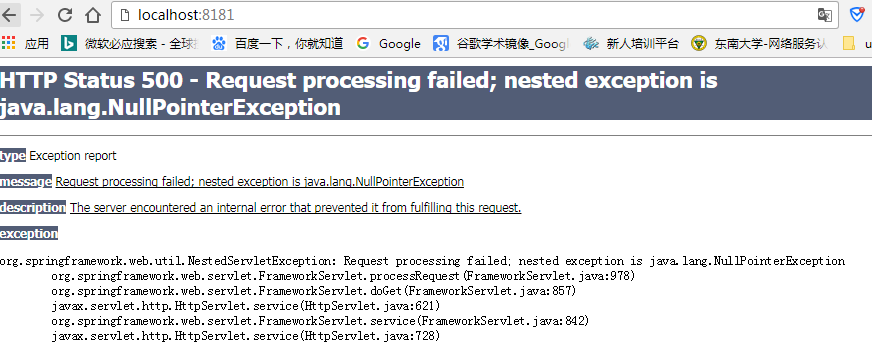 localhost:8181
应用 微软必应搜索 - 全球 百度一下，你就知道 Google 谷歌学术镜像_Goog 新人培训平台 东南大学-网络服务认 u
HTTP Status 500 - Request processing failed; nested exception is
java.lang.NullPointerException
type Exception report
message Request processing failed; nested exception is java.lang.NullPointerException
description The server encountered an internal error that prevented it from fulfilling this request.
exception
org.springframework.web.util.NestedServletException: Request processing failed; nested exception is java.lang.NullPointerException
org.springframework.web.servlet.FrameworkServlet.processRequest(FrameworkServlet.java:978)
org.springframework.web.servlet.FrameworkServlet.doGet(FrameworkServlet.java:857)
javax.servlet.http.HttpServlet.service(HttpServlet.java:621)
org.springframework.web.servlet.FrameworkServlet.service(FrameworkServlet.java:842)
javax.servlet.http.HttpServlet.service(HttpServlet.java:728)